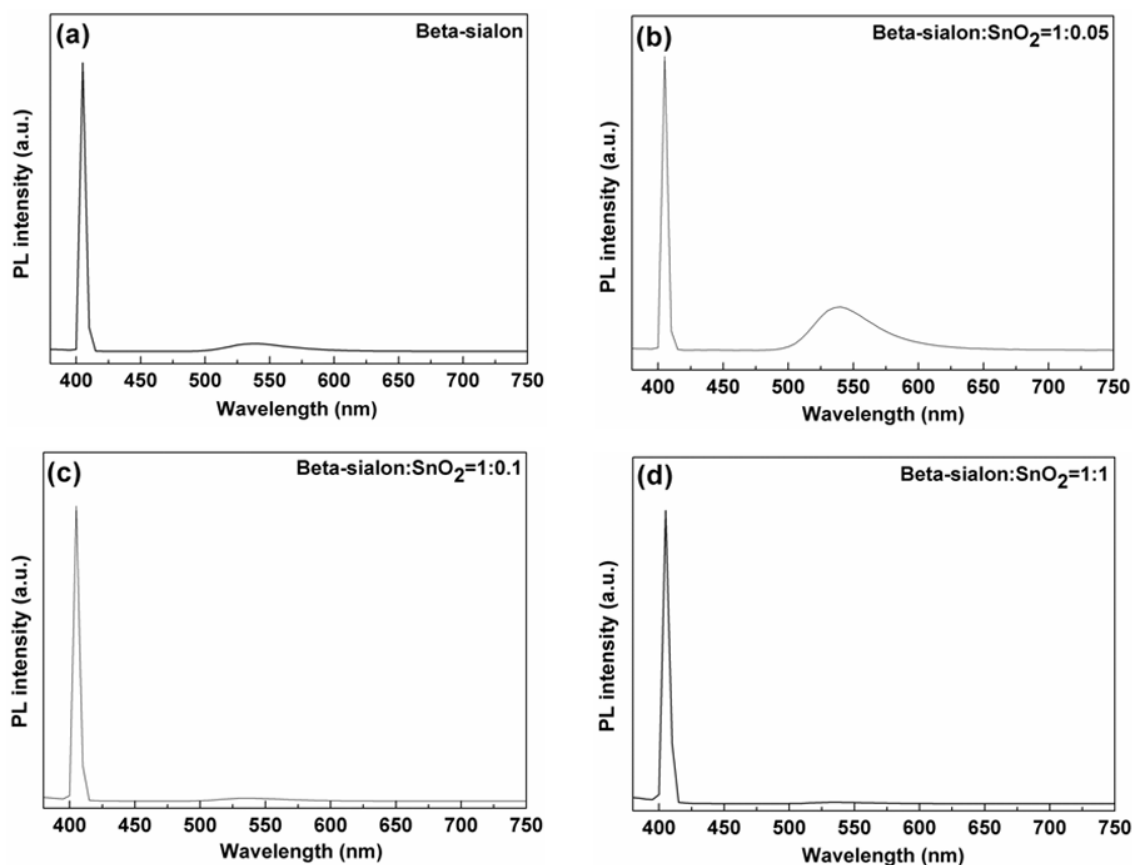 (a)
Beta-sialon
PL intensity (a.u.)
400 450 500 550 600 650 700 750
Wavelength (nm)
(b)
Beta-sialon:SnO2=1:0.05
PL intensity (a.u.)
400 450 500 550 600 650 700 750
Wavelength (nm)
(c)
Beta-sialon:SnO2=1:0.1
PL intensity (a.u.)
400 450 500 550 600 650 700 750
Wavelength (nm)
(d)
Beta-sialon:SnO2=1:1
PL intensity (a.u.)
400 450 500 550 600 650 700 750
Wavelength (nm)